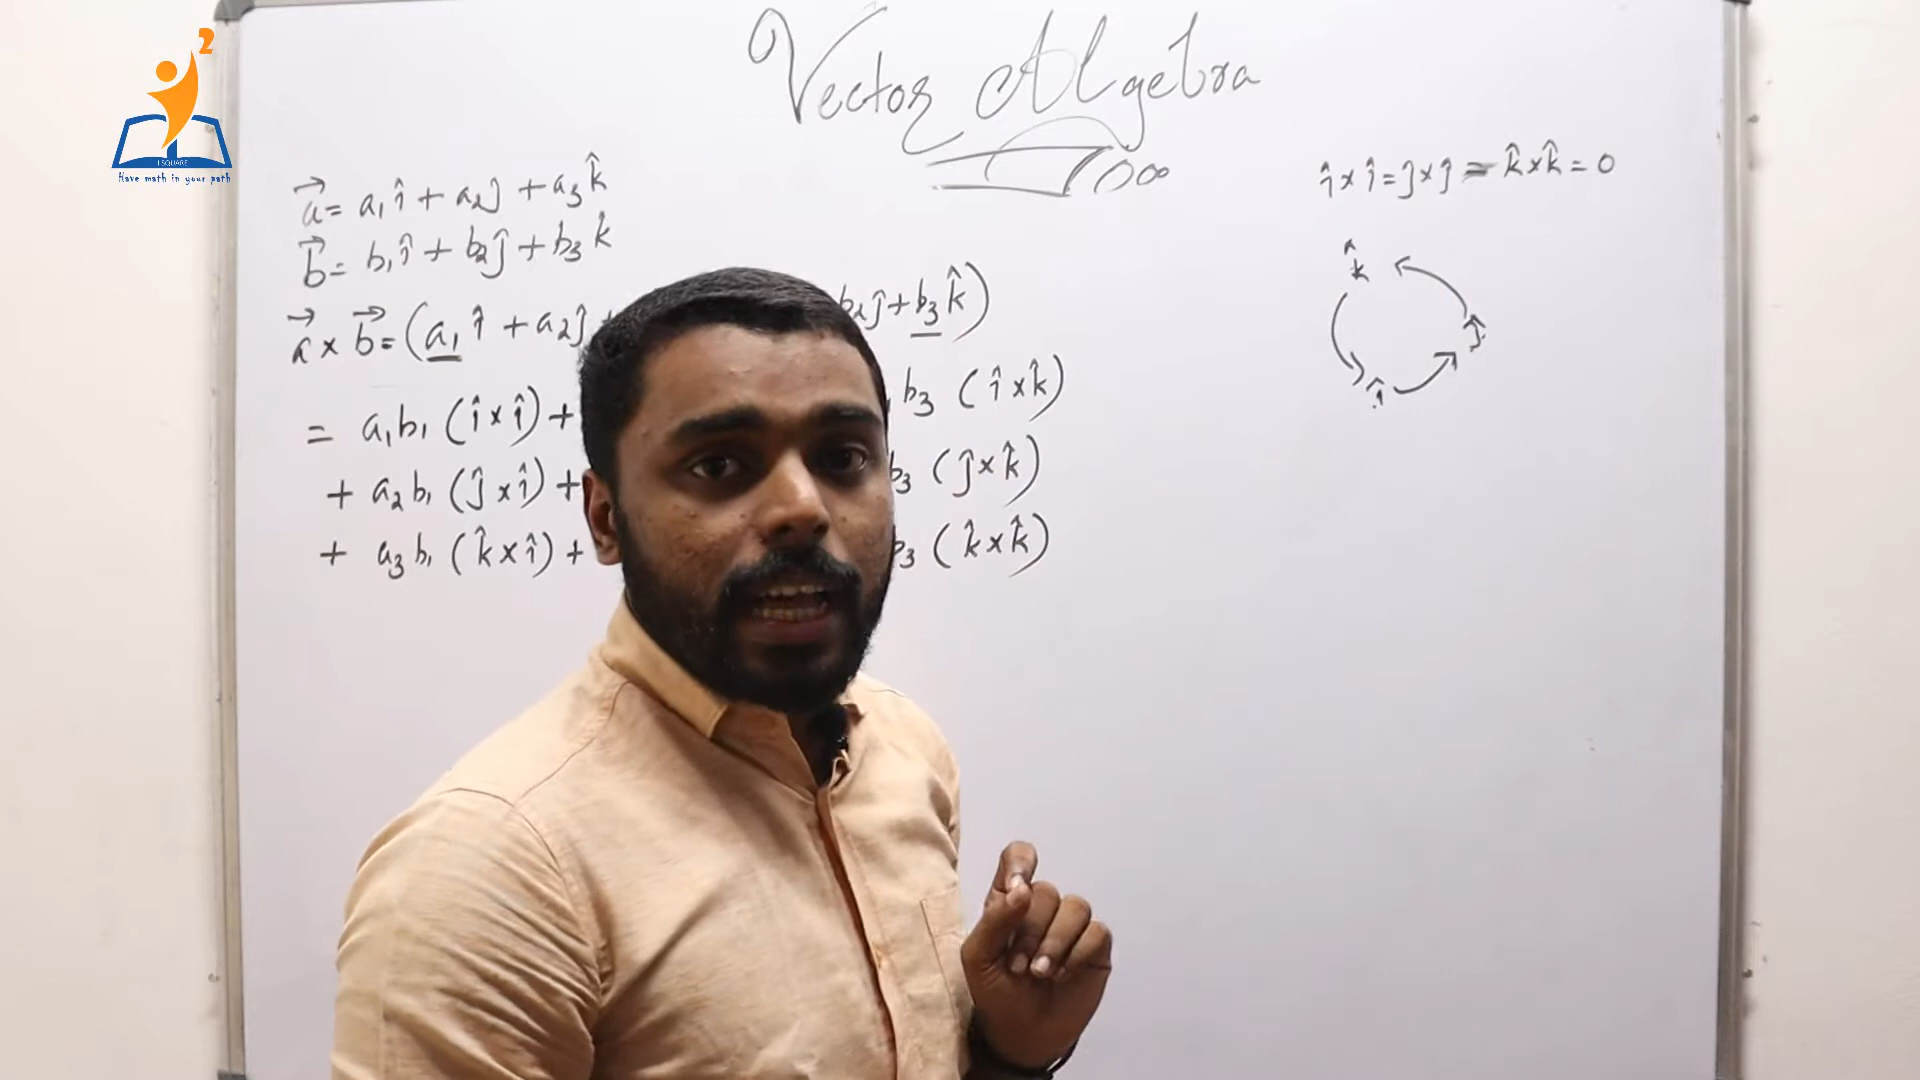 2
I SQUARE
Have math in your path
Vector Algebra
a⃗ = a₁î + a₂ĵ + a₃k̂
b⃗ = b₁î + b₂ĵ + b₃k̂
a⃗ × b⃗ = (a₁î + a₂ĵ + b₂ĵ + b₃k̂)
= a₁b₁ (î × î) + b₃ (î × k̂)
+ a₂b₁ (ĵ × î) + b₃ (ĵ × k̂)
+ a₃b₁ (k̂ × î) + b₃ (k̂ × k̂)
î × î = ĵ × ĵ = k̂ × k̂ = 0
k̂
ĵ
î